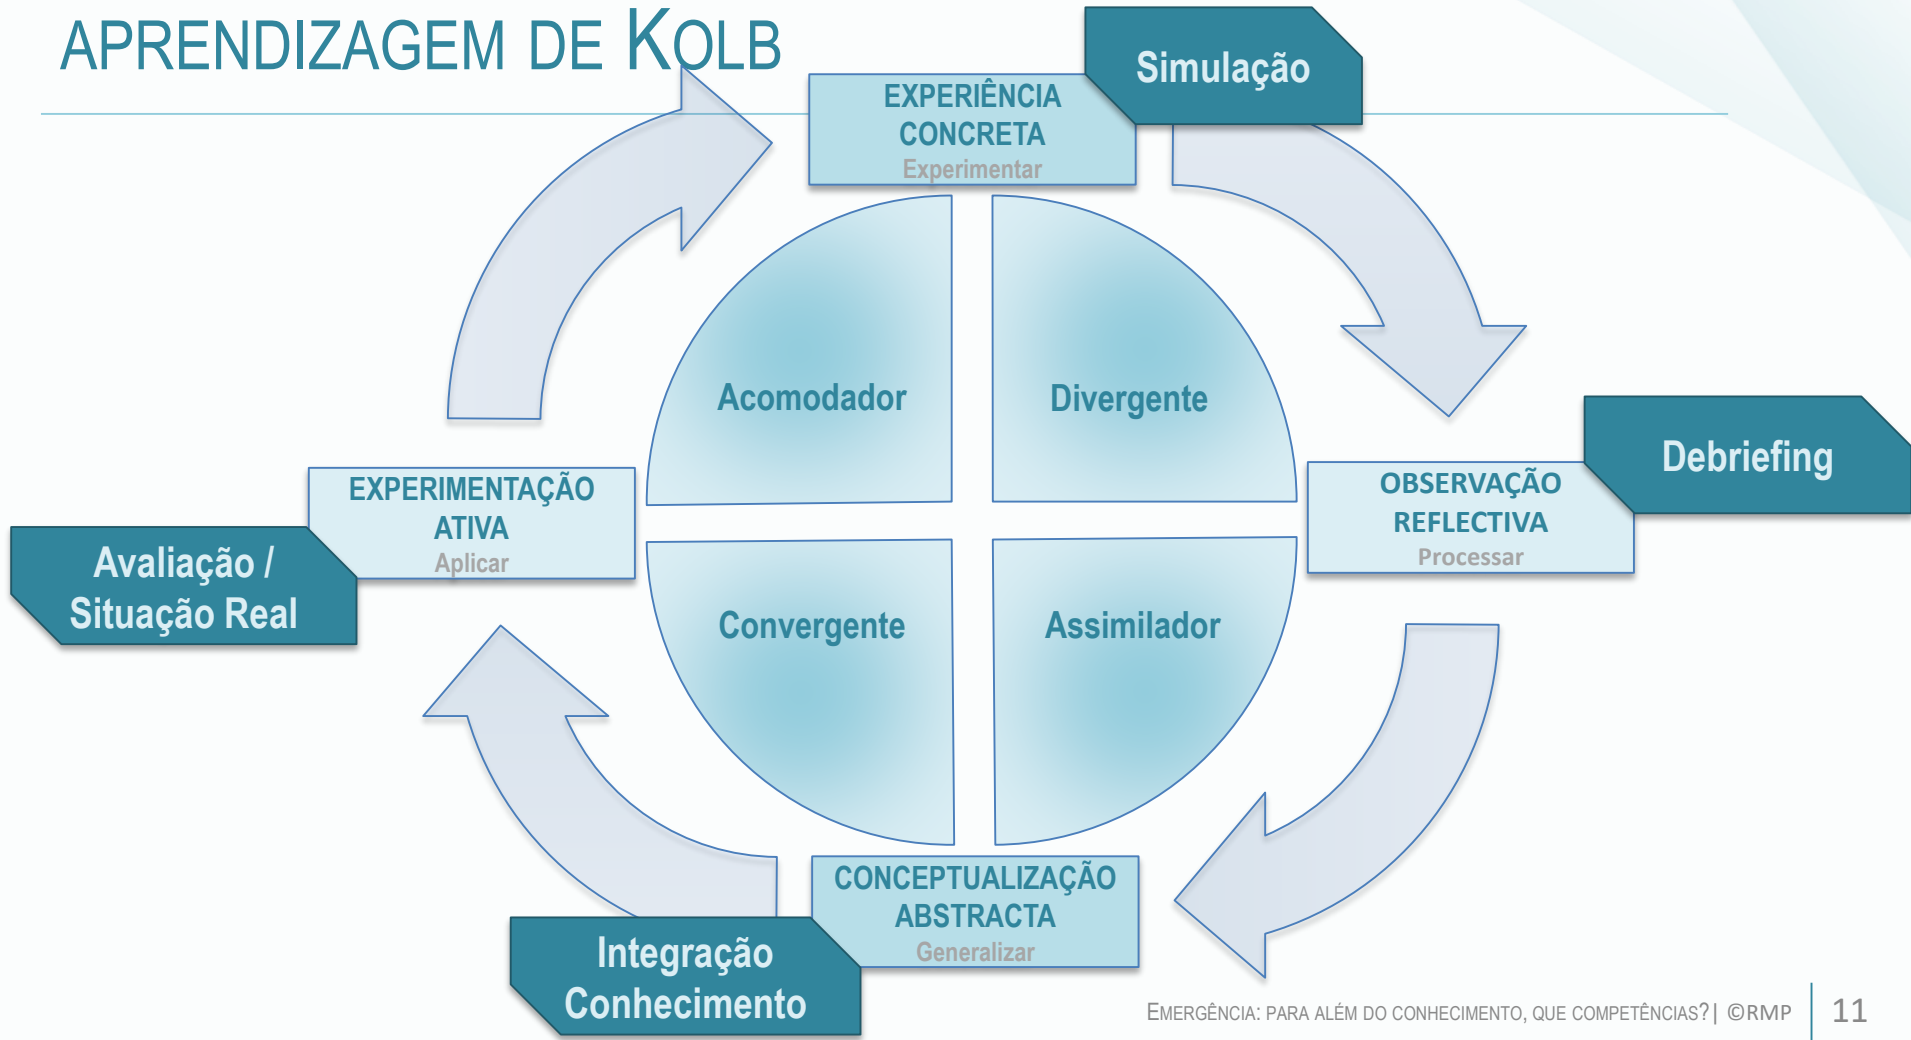 APRENDIZAGEM DE KOLB
Simulação
EXPERIÊNCIA
CONCRETA
Experimentar
Acomodador
Divergente
Debriefing
OBSERVAÇÃO
REFLECTIVA
Processar
EXPERIMENTAÇÃO
ATIVA
Aplicar
Avaliação /
Situação Real
Convergente
Assimilador
CONCEPTUALIZAÇÃO
ABSTRACTA
Generalizar
Integração
Conhecimento
EMERGÊNCIA: PARA ALÉM DO CONHECIMENTO, QUE COMPETÊNCIAS?| ©RMP
11